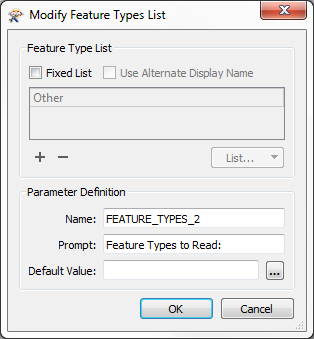 Modify Feature Types List
Feature Type List
Fixed List Use Alternate Display Name
Other
List...
Parameter Definition
Name: FEATURE_TYPES_2
Prompt: Feature Types to Read:
Default Value: ...
OK Cancel